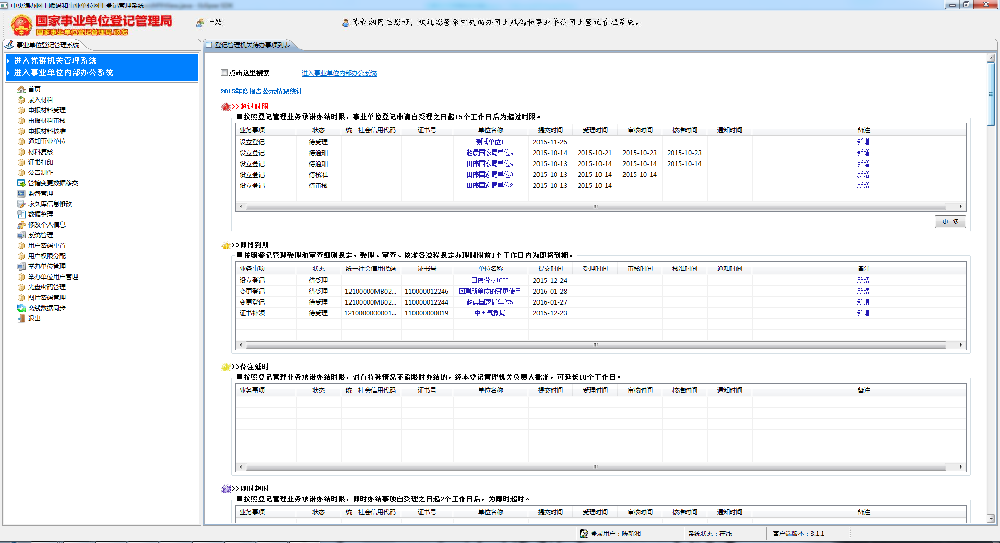 中央编办网上赋码和事业单位网上登记管理系统
国家事业单位登记管理局
国家事业单位登记管理局.政务
一处
陈新湘同志您好，欢迎您登录中央编办网上赋码和事业单位网上登记管理系统。
事业单位登记管理系统
进入党群机关管理系统
进入事业单位内部办公系统
首页
录入材料
申报材料受理
申报材料审核
申报材料核准
通知事业单位
材料复核
证书打印
公告制作
管辖变更数据移交
监督管理
永久库信息修改
数据整理
修改个人信息
系统管理
用户密码重置
用户权限分配
举办单位管理
举办单位用户管理
光盘密码管理
图片密码管理
离线数据同步
退出
登记管理机关待办事项列表
点击这里搜索 进入事业单位内部办公系统
2015年度报告公示情况统计
>>超过时限
■按照登记管理业务承诺办结时限，事业单位登记申请自受理之日起15个工作日后为超过时限。
业务事项 状态 统一社会信用代码 证书号 单位名称 提交时间 受理时间 审核时间 核准时间 通知时间 备注
设立登记 待受理 测试单位1 2015-11-25 新增
设立登记 待通知 赵晨国家局单位4 2015-10-14 2015-10-21 2015-10-23 2015-10-23 新增
设立登记 待通知 田伟国家局单位4 2015-10-13 2015-10-14 2015-10-14 2015-10-14 新增
设立登记 待核准 田伟国家局单位3 2015-10-13 2015-10-14 2015-10-14 新增
设立登记 待审核 田伟国家局单位2 2015-10-13 2015-10-14 新增
更 多
>>即将到期
■按照登记管理受理和审查细则规定，受理、审查、核准各流程规定办理时限前1个工作日内为即将到期。
业务事项 状态 统一社会信用代码 证书号 单位名称 提交时间 受理时间 审核时间 核准时间 通知时间 备注
设立登记 待受理 田伟设立1000 2015-12-24 新增
变更登记 待受理 12100000MB02... 110000012246 回测新单位的变更使用 2016-01-28 新增
变更登记 待受理 12100000MB02... 110000012244 赵晨国家局单位5 2016-01-27 新增
证书补领 待受理 1210000000001... 110000000019 中国气象局 2015-12-23 新增
>>备注延时
■按照登记管理业务承诺办结时限，对有特殊情况不能限时办结的，经本登记管理机关负责人批准，可延长10个工作日。
业务事项 状态 统一社会信用代码 证书号 单位名称 提交时间 受理时间 审核时间 核准时间 通知时间 备注
>>即时超时
■按照登记管理业务承诺办结时限，即时办结事项自受理之日起2个工作日后，为即时超时。
业务事项 状态 统一社会信用代码 证书号 单位名称 提交时间 受理时间 审核时间 核准时间 通知时间 备注
登录用户：陈新湘 系统状态：在线 -客户端版本：3.1.1